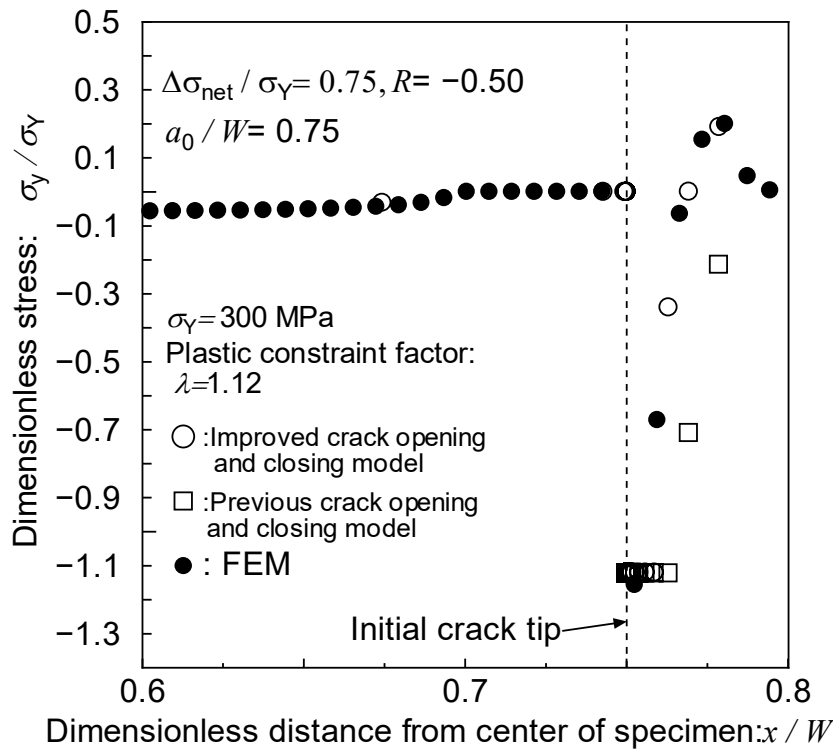 0.5
0.3
0.1
−0.1
−0.3
−0.5
−0.7
−0.9
−1.1
−1.3
Dimensionless stress: σy / σY
Δσnet / σY= 0.75, R= −0.50
a0 / W= 0.75
σY= 300 MPa
Plastic constraint factor:
λ=1.12
:Improved crack opening
and closing model
:Previous crack opening
and closing model
: FEM
Initial crack tip
0.6 0.7 0.8
Dimensionless distance from center of specimen:x / W